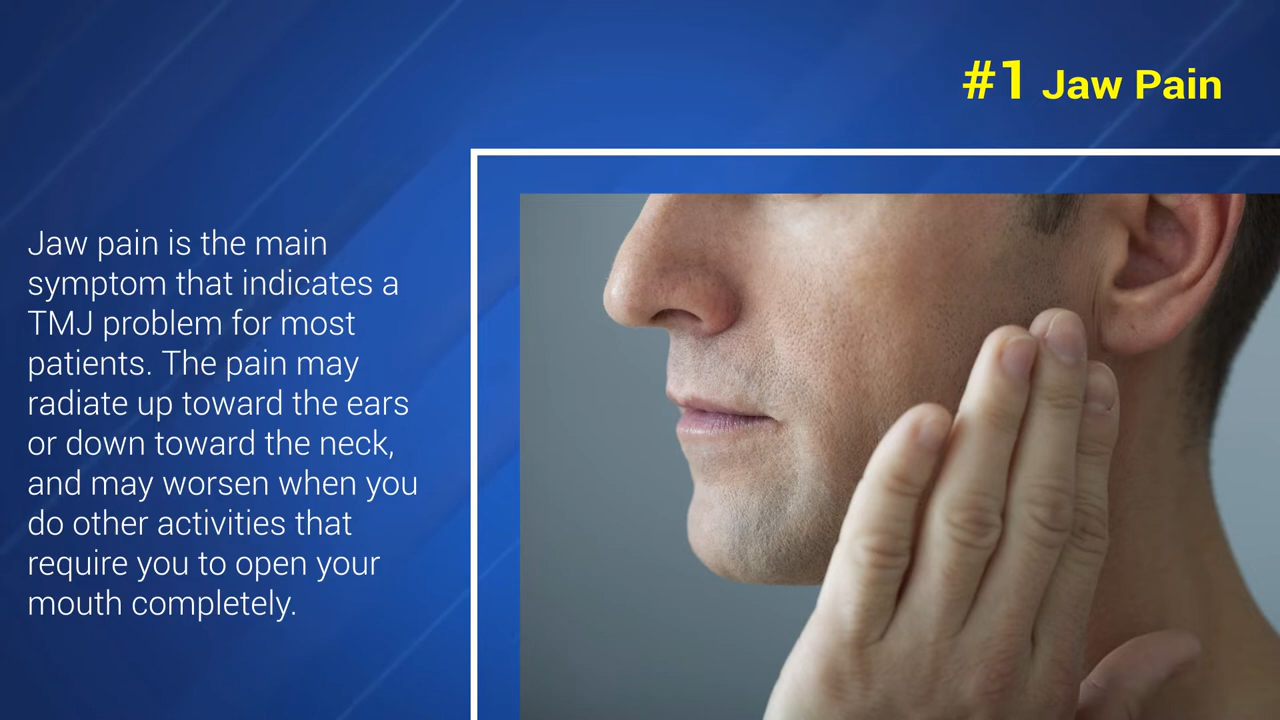 #1 Jaw Pain
Jaw pain is the main
symptom that indicates a
TMJ problem for most
patients. The pain may
radiate up toward the ears
or down toward the neck,
and may worsen when you
do other activities that
require you to open your
mouth completely.